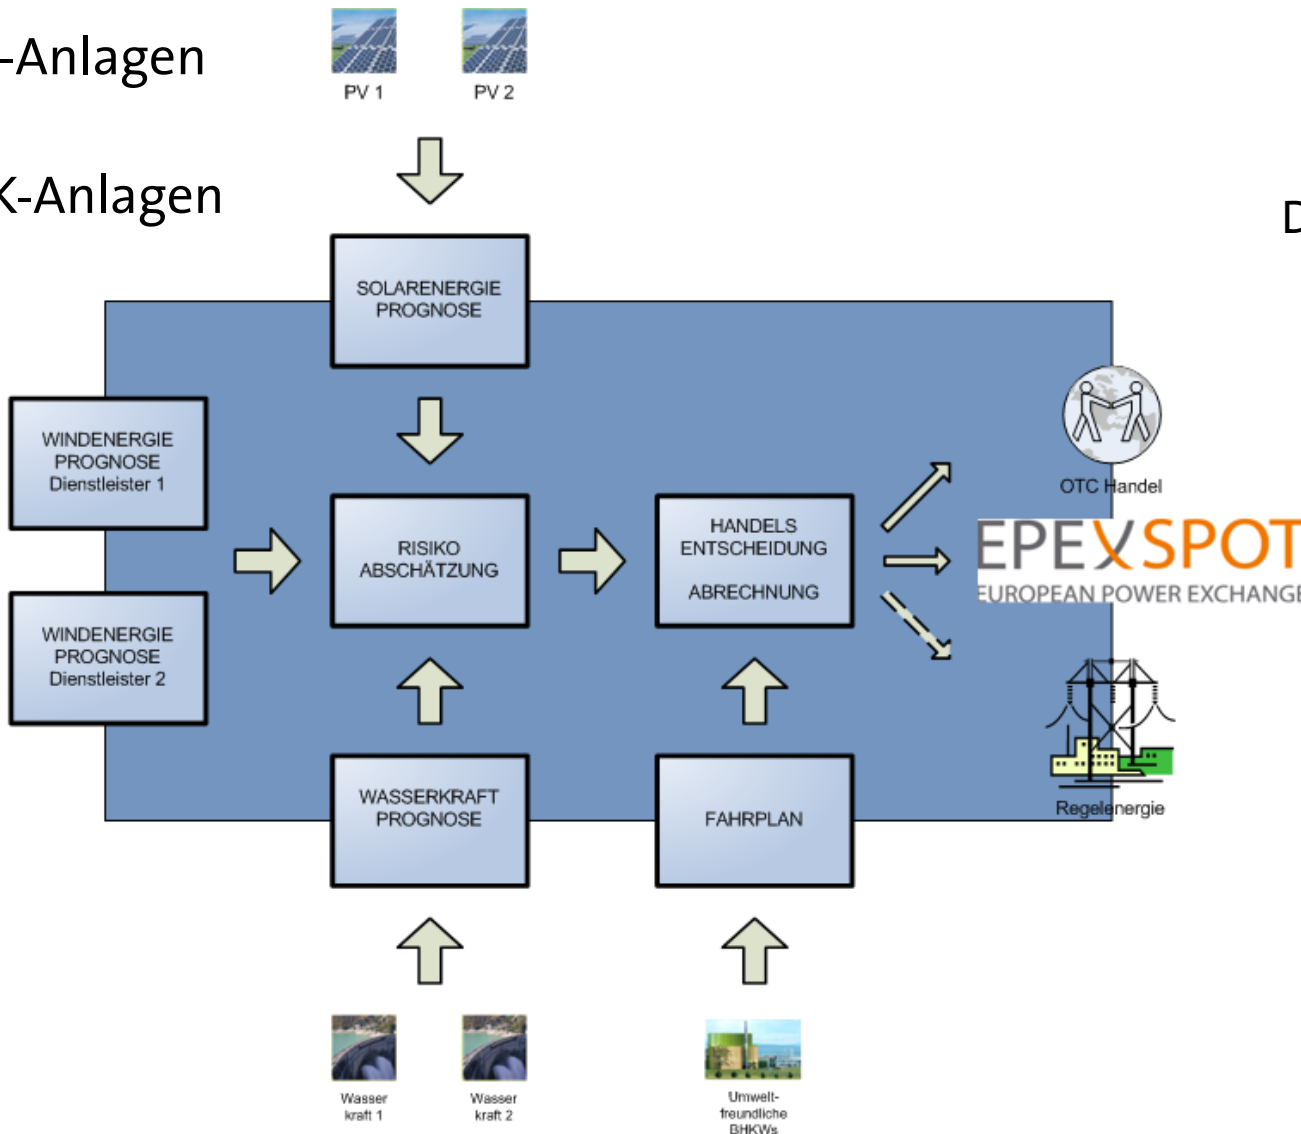 -Anlagen
PV 1
PV 2
K-Anlagen
D
SOLARENERGIE
PROGNOSE
WINDENERGIE
PROGNOSE
Dienstleister 1
OTC Handel
RISIKO
ABSCHÄTZUNG
HANDELS
ENTSCHEIDUNG
ABRECHNUNG
EPEXSPOT
EUROPEAN POWER EXCHANGE
WINDENERGIE
PROGNOSE
Dienstleister 2
WASSERKRAFT
PROGNOSE
FAHRPLAN
Regelenergie
Wasser
kraft 1
Wasser
kraft 2
Umwelt-
freundliche
BHKWs